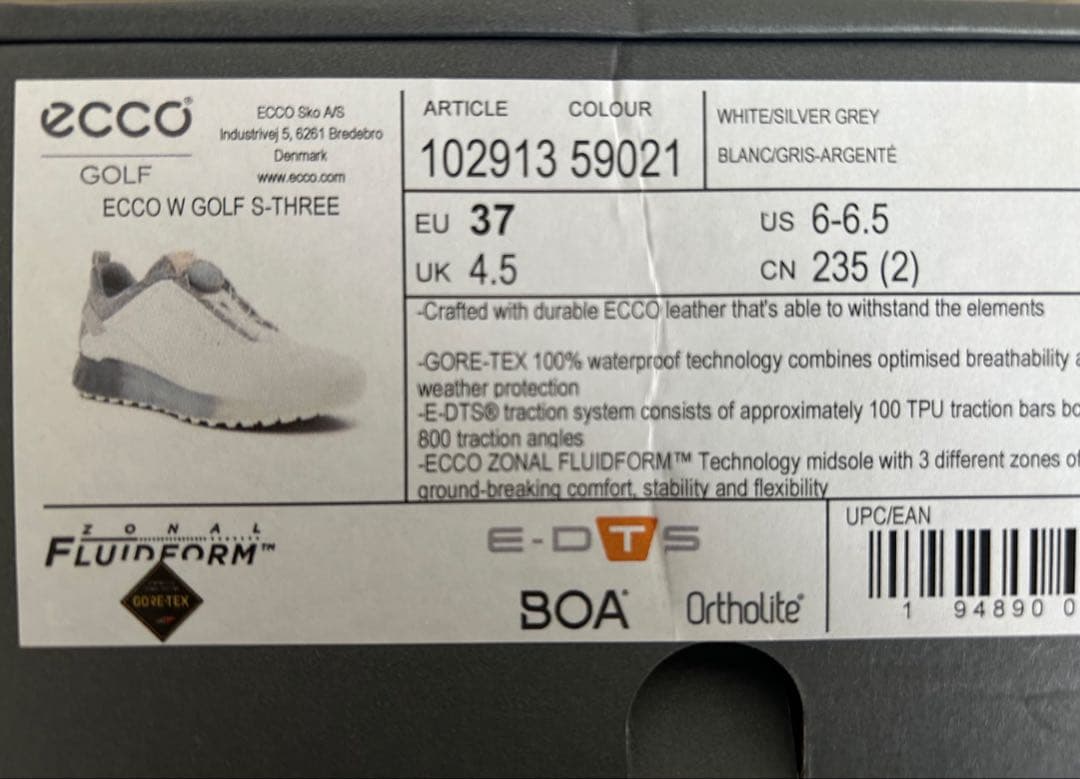 ecco®
GOLF
ECCO Sko A/S
Industrivej 5, 6261 Bredebro
Denmark
www.ecco.com
ECCO W GOLF S-THREE
ARTICLE COLOUR
102913 59021
WHITE/SILVER GREY
BLANC/GRIS-ARGENTÉ
EU 37 US 6-6.5
UK 4.5 CN 235 (2)
-Crafted with durable ECCO leather that's able to withstand the elements
-GORE-TEX 100% waterproof technology combines optimised breathability a
weather protection
-E-DTS® traction system consists of approximately 100 TPU traction bars bo
800 traction angles
-ECCO ZONAL FLUIDFORM™ Technology midsole with 3 different zones of
ground-breaking comfort, stability and flexibility
ZONAL
FLUIDFORM™
GORE-TEX
E-DTS
BOA®
Ortholite®
UPC/EAN
1 94890 0